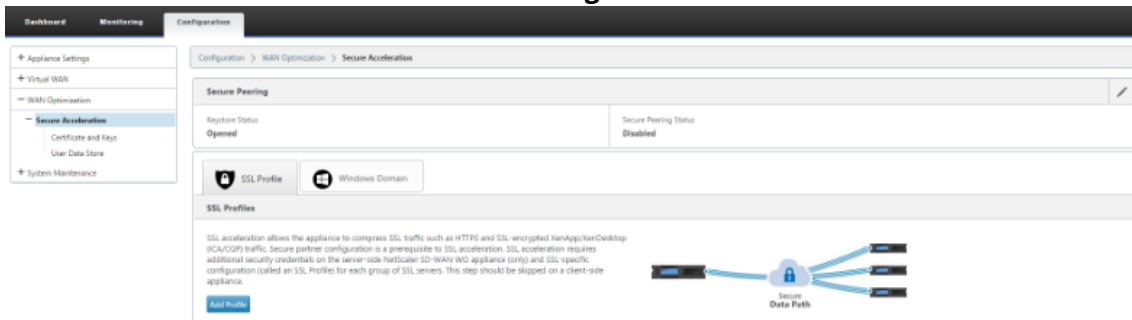 Dashboard Monitoring Configuration
+ Appliance Settings
+ Virtual WAN
− WAN Optimization
− Secure Acceleration
Certificate and Keys
User Data Store
+ System Maintenance
Configuration > WAN Optimization > Secure Acceleration
Secure Peering
Keystore Status
Opened
Secure Peering Status
Disabled
SSL Profile
Windows Domain
SSL Profiles
SSL acceleration allows the appliance to compress SSL traffic such as HTTPS and SSL-encrypted XenApp/XenDesktop
(ICA/CGP) traffic. Secure partner configuration is a prerequisite to SSL acceleration. SSL acceleration requires
additional security credentials on the server-side NetScaler SD-WAN WO appliance (only) and SSL-specific
configuration (called an SSL Profile) for each group of SSL servers. This step should be skipped on a client-side
appliance.
Add Profile
Secure
Data Path